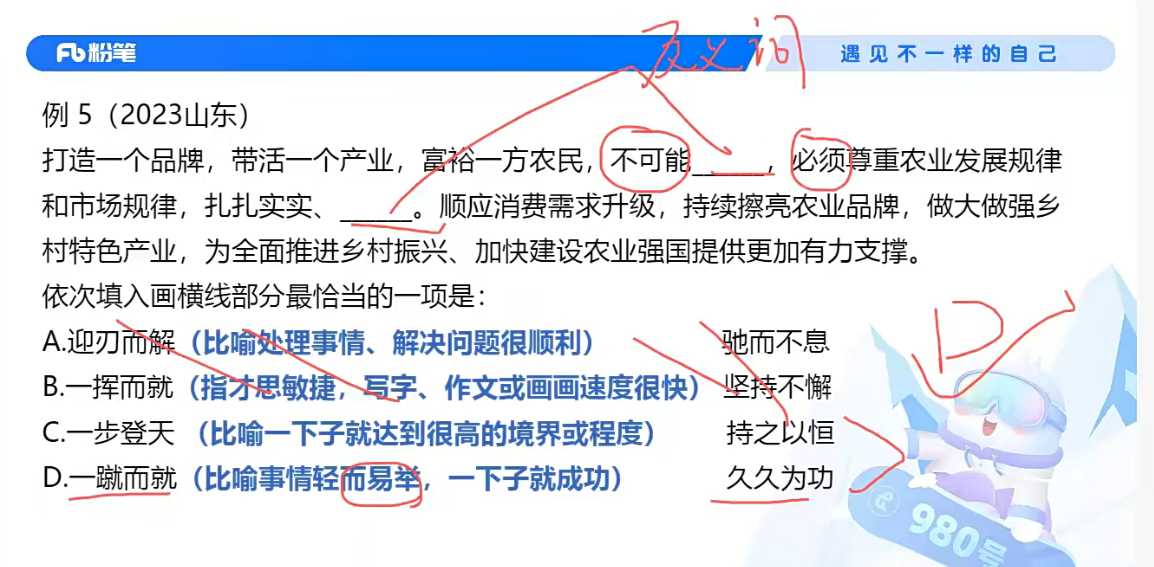 粉笔
反义词
遇见不一样的自己
例 5（2023山东）
打造一个品牌，带活一个产业，富裕一方农民，不可能______，必须尊重农业发展规律
和市场规律，扎扎实实、______。顺应消费需求升级，持续擦亮农业品牌，做大做强乡
村特色产业，为全面推进乡村振兴、加快建设农业强国提供更加有力支撑。
依次填入画横线部分最恰当的一项是：
A.迎刃而解（比喻处理事情、解决问题很顺利） 驰而不息
B.一挥而就（指才思敏捷，写字、作文或画画速度很快） 坚持不懈
C.一步登天（比喻一下子就达到很高的境界或程度） 持之以恒
D.一蹴而就（比喻事情轻而易举，一下子就成功） 久久为功
D
980号